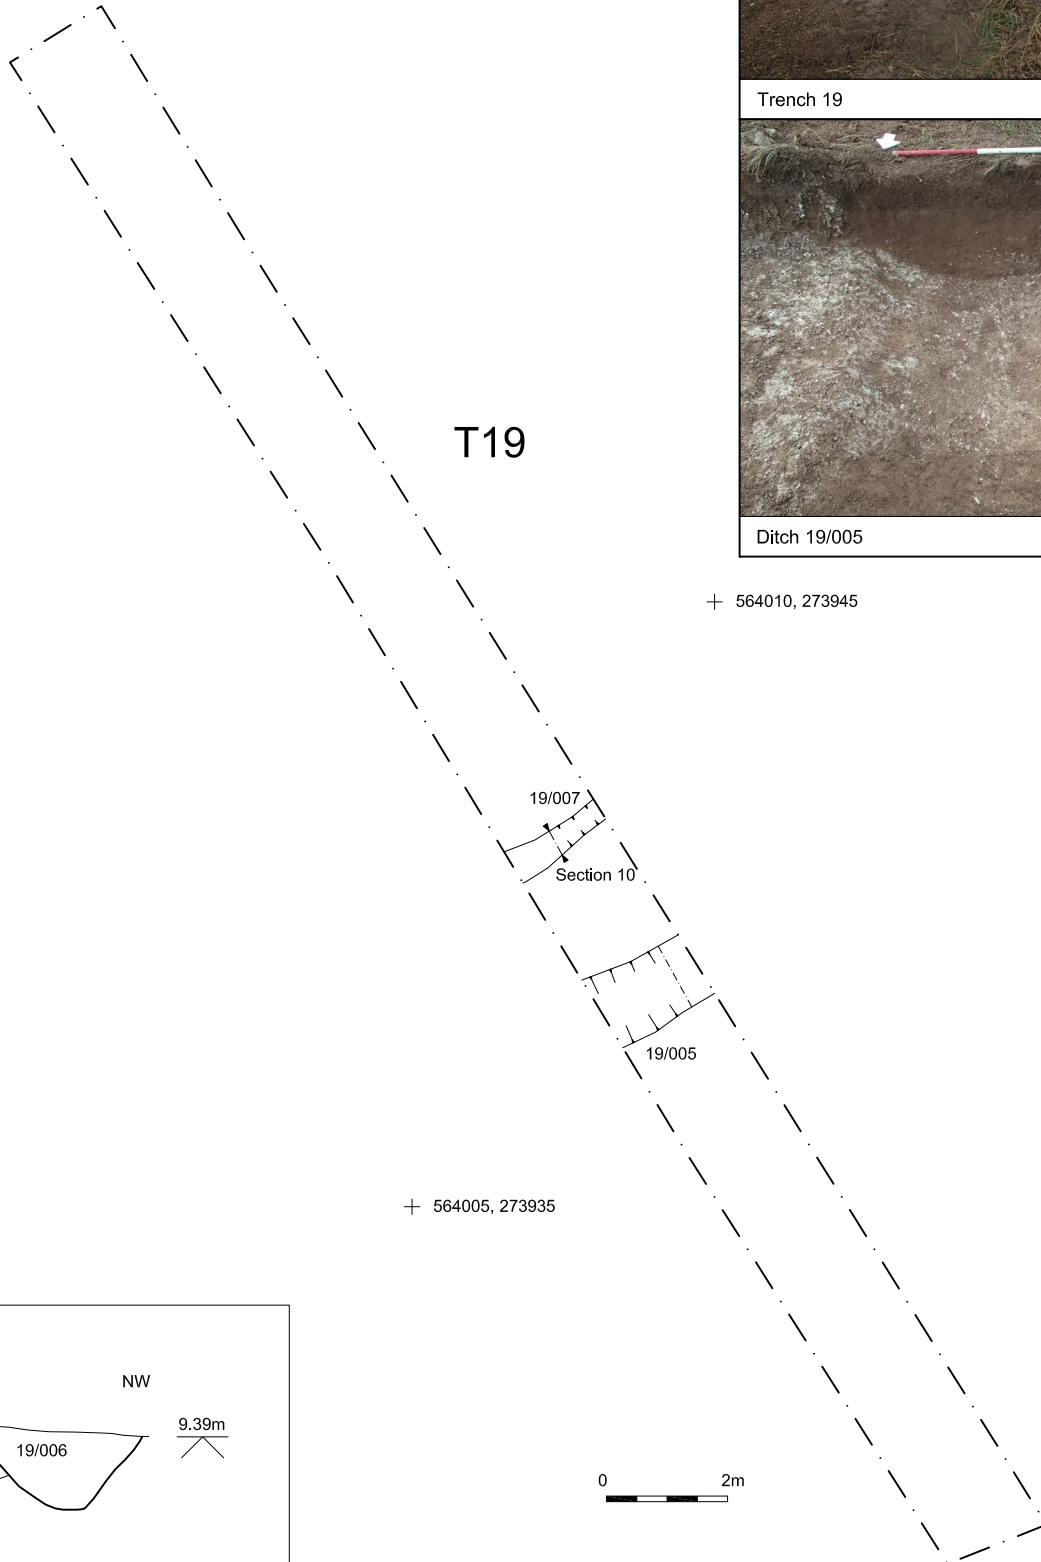 Trench 19
T19
Ditch 19/005
564010, 273945
19/007
Section 10
19/005
564005, 273935
NW
9.39m
19/006
0 2m